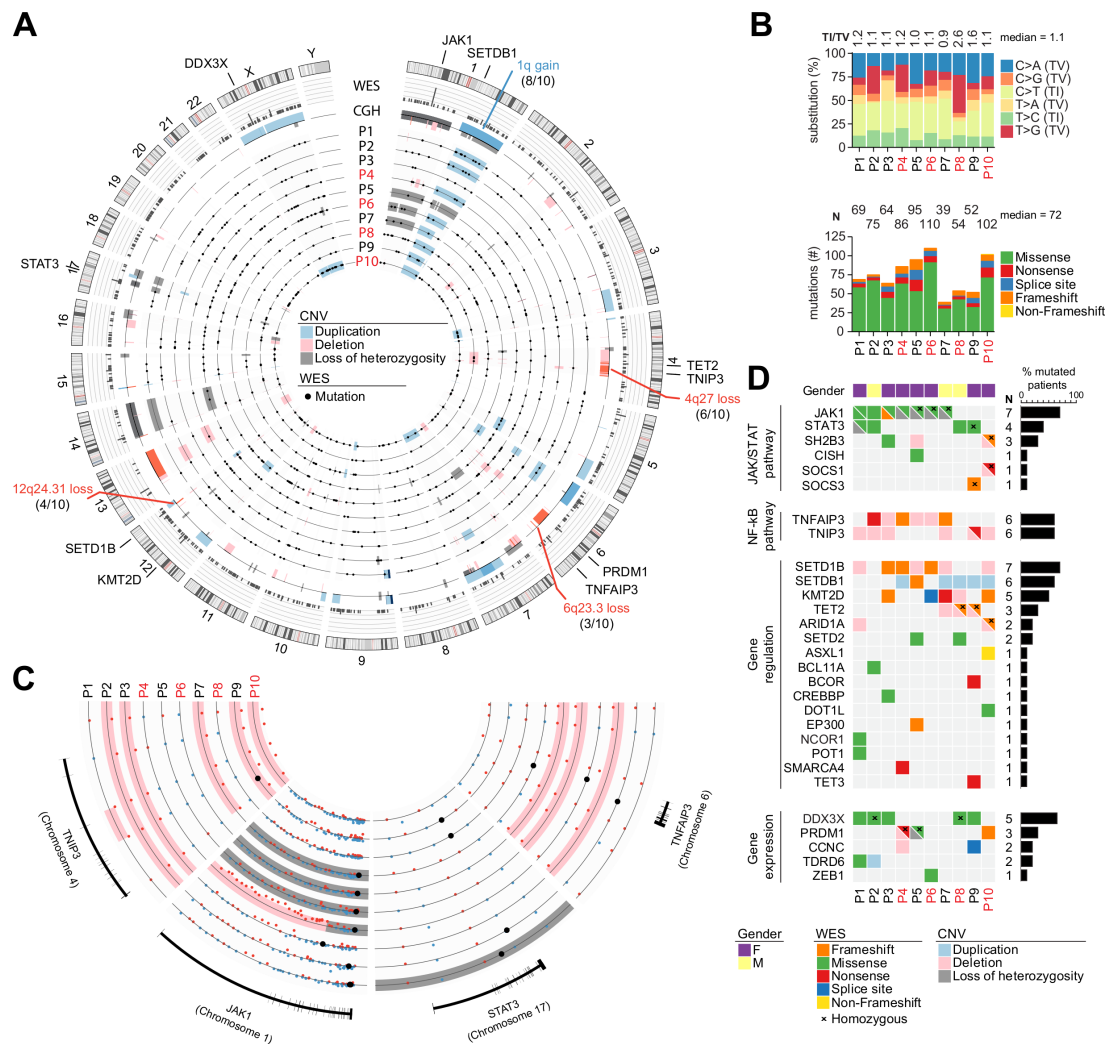 A
Y
X
DDX3X
22
21
20
19
18
17
STAT3
16
15
14
13
12
11
10
9
8
7
6
5
4
3
2
1
JAK1
SETDB1
1q gain
(8/10)
WES
CGH
P1
P2
P3
P4
P5
P6
P7
P8
P9
P10
CNV
Duplication
Deletion
Loss of heterozygosity
WES
Mutation
TET2
TNIP3
4q27 loss
(6/10)
12q24.31 loss
(4/10)
SETD1B
KMT2D
PRDM1
TNFAIP3
6q23.3 loss
(3/10)
B
TI/TV 1.2 1.1 1.1 1.2 1.0 1.1 0.9 2.6 1.6 1.1 median = 1.1
substitution (%)
100
75
50
25
0
P1 P2 P3 P4 P5 P6 P7 P8 P9 P10
C>A (TV)
C>G (TV)
C>T (TI)
T>A (TV)
T>C (TI)
T>G (TV)
N 69 64 95 39 52
75 86 110 54 102
median = 72
mutations (#)
125
100
75
50
25
0
P1 P2 P3 P4 P5 P6 P7 P8 P9 P10
Missense
Nonsense
Splice site
Frameshift
Non-Frameshift
C
P1 P2 P3 P4 P5 P6 P7 P8 P9 P10
TNIP3
(Chromosome 4)
JAK1
(Chromosome 1)
STAT3
(Chromosome 17)
TNFAIP3
(Chromosome 6)
D
Gender
N
% mutated
patients
0 100
JAK/STAT
pathway
JAK1 7
STAT3 4
SH2B3 3
CISH 1
SOCS1 1
SOCS3 1
NF-kB
pathway
TNFAIP3 6
TNIP3 6
Gene
regulation
SETD1B 7
SETDB1 6
KMT2D 5
TET2 3
ARID1A 2
SETD2 2
ASXL1 1
BCL11A 1
BCOR 1
CREBBP 1
DOT1L 1
EP300 1
NCOR1 1
POT1 1
SMARCA4 1
TET3 1
Gene
expression
DDX3X 5
PRDM1 3
CCNC 2
TDRD6 2
ZEB1 1
P1 P2 P3 P4 P5 P6 P7 P8 P9 P10
Gender
F
M
WES
Frameshift
Missense
Nonsense
Splice site
Non-Frameshift
× Homozygous
CNV
Duplication
Deletion
Loss of heterozygosity